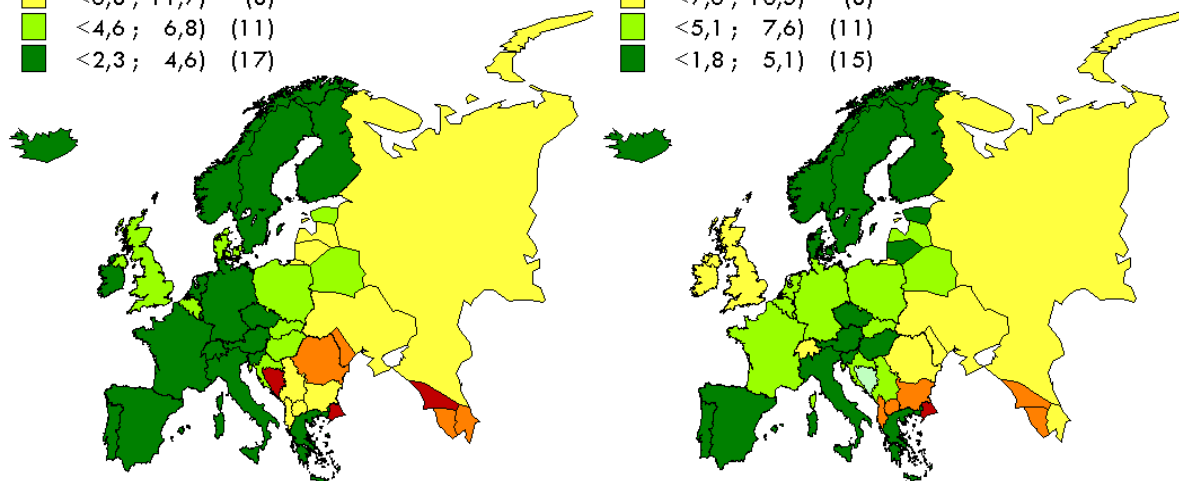 <4,6 ; 6,8) (11)
<2,3 ; 4,6) (17)
<5,1 ; 7,6) (11)
<1,8 ; 5,1) (15)